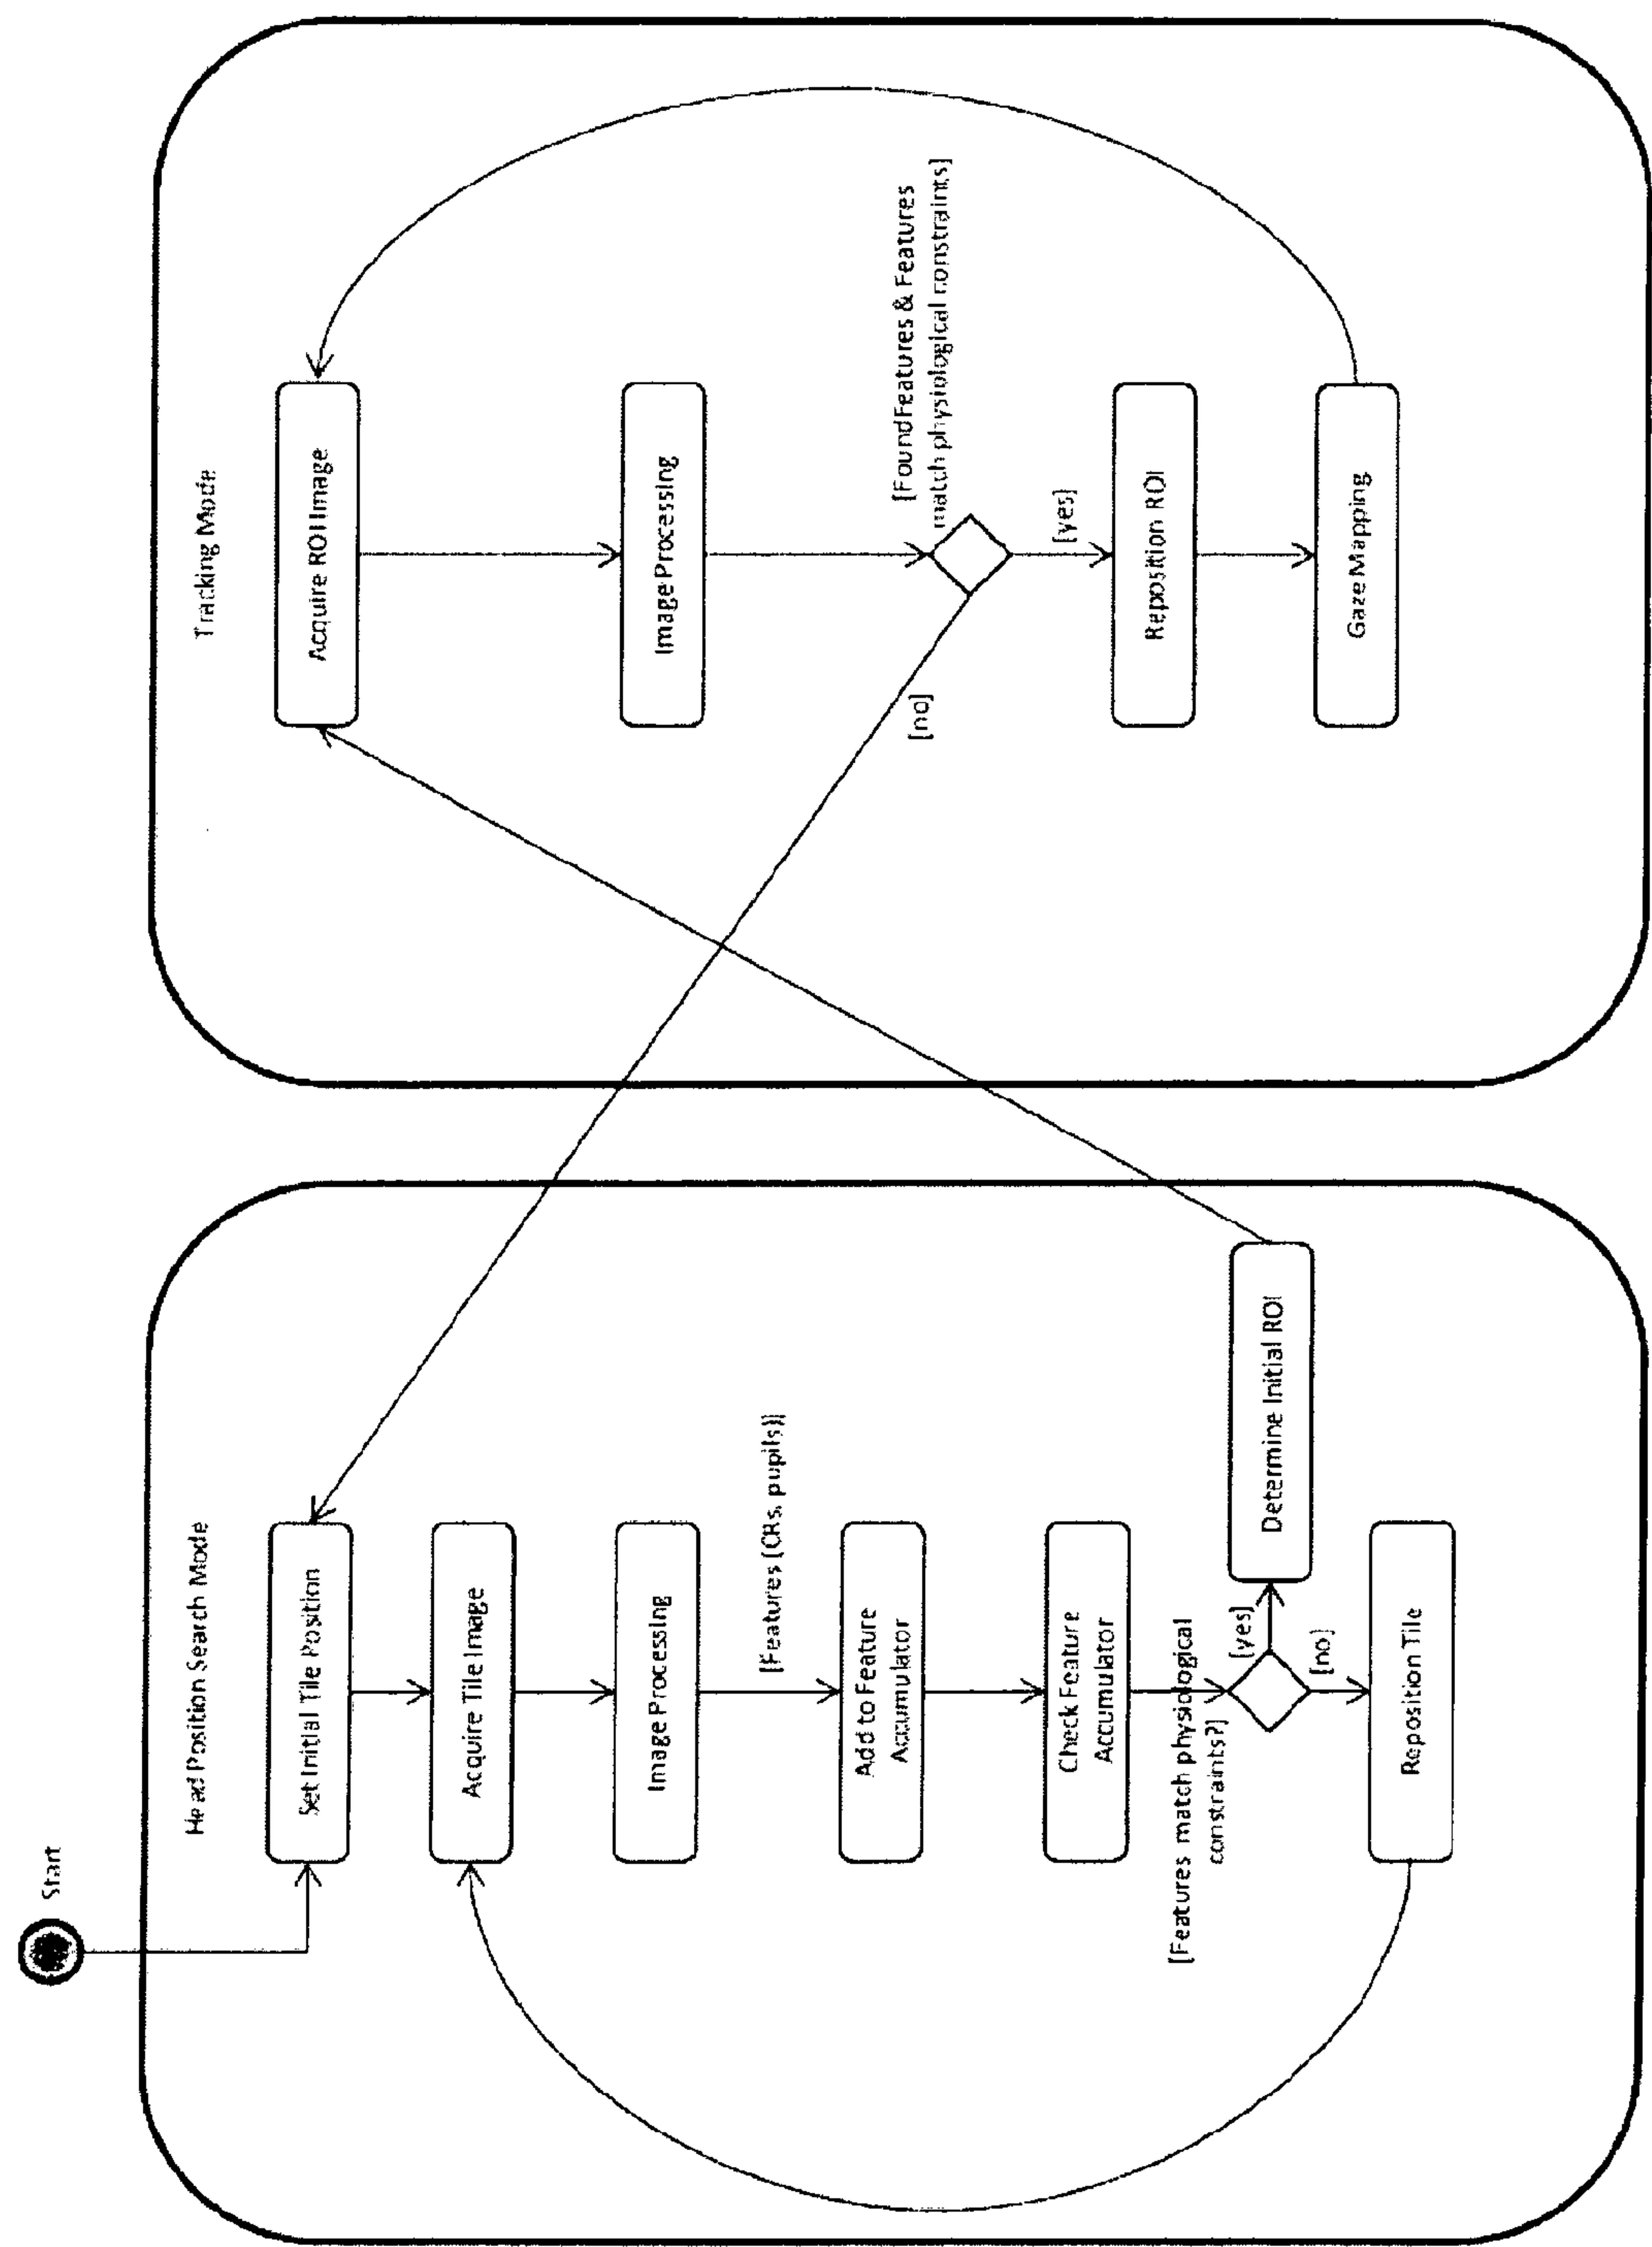 Start
Head Position Search Mode
Set Initial Tile Position
Acquire Tile Image
Image Processing
[Features (CRs, pupils)]
Add to Feature
Accumulator
Check Feature
Accumulator
[Features match physiological
constraints?]
[yes]
Determine Initial ROI
[no]
Reposition Tile
Tracking Mode
Acquire ROI Image
Image Processing
[Found Features & Features
match physiological constraints]
[no]
[yes]
Reposition ROI
Gaze Mapping